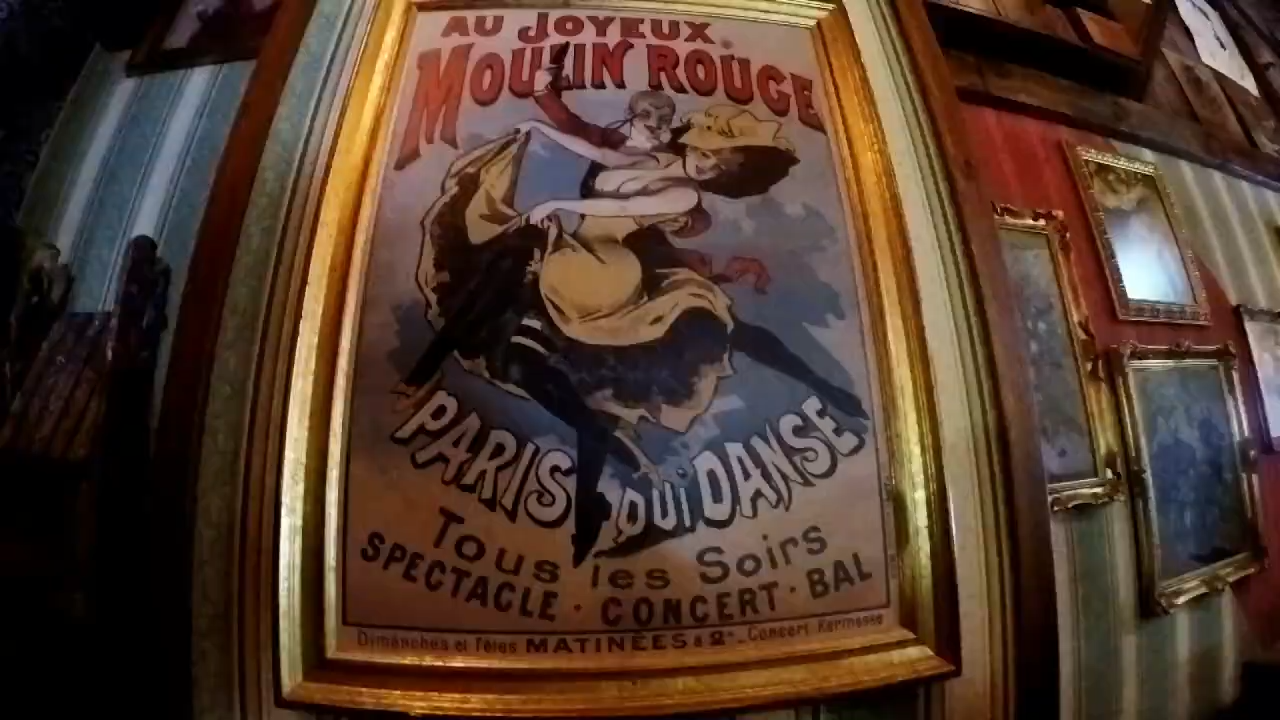 AU JOYEUX
MOULIN ROUGE
PARIS QUI DANSE
Tous les Soirs
SPECTACLE · CONCERT · BAL
Dimanches et Fêtes MATINÉES à 2h. Concert Kermesse